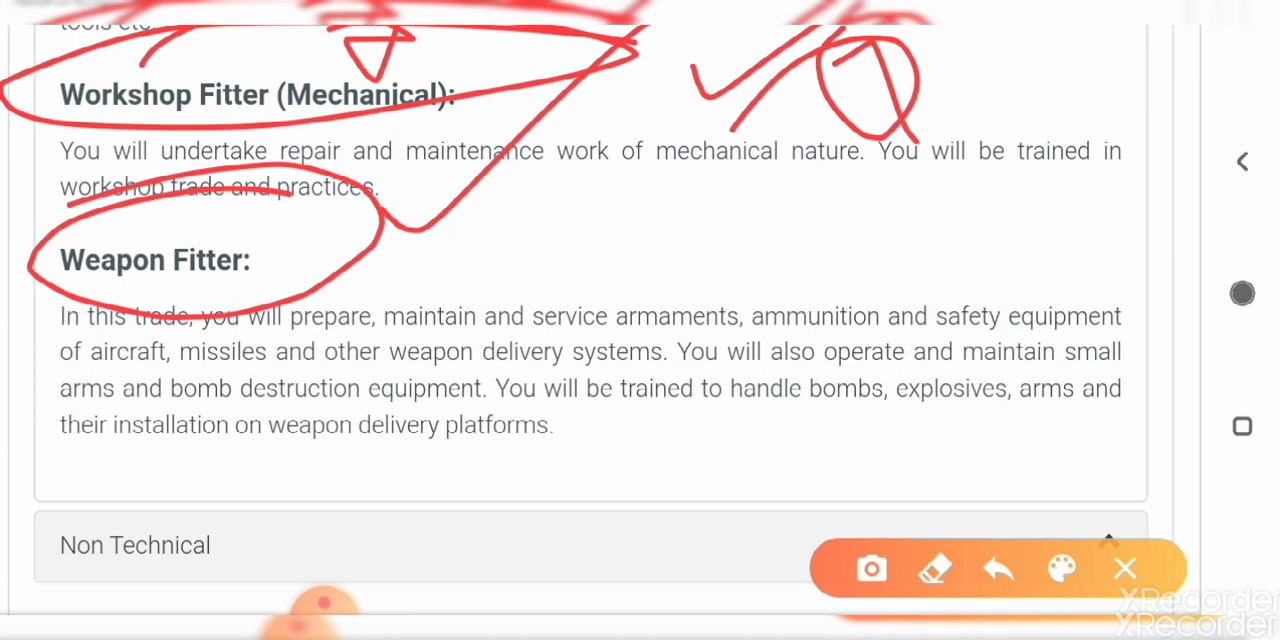 tools etc
Workshop Fitter (Mechanical):
You will undertake repair and maintenance work of mechanical nature. You will be trained in
workshop trade and practices.
Weapon Fitter:
In this trade, you will prepare, maintain and service armaments, ammunition and safety equipment
of aircraft, missiles and other weapon delivery systems. You will also operate and maintain small
arms and bomb destruction equipment. You will be trained to handle bombs, explosives, arms and
their installation on weapon delivery platforms.
Non Technical
XRecorder
XRecorder